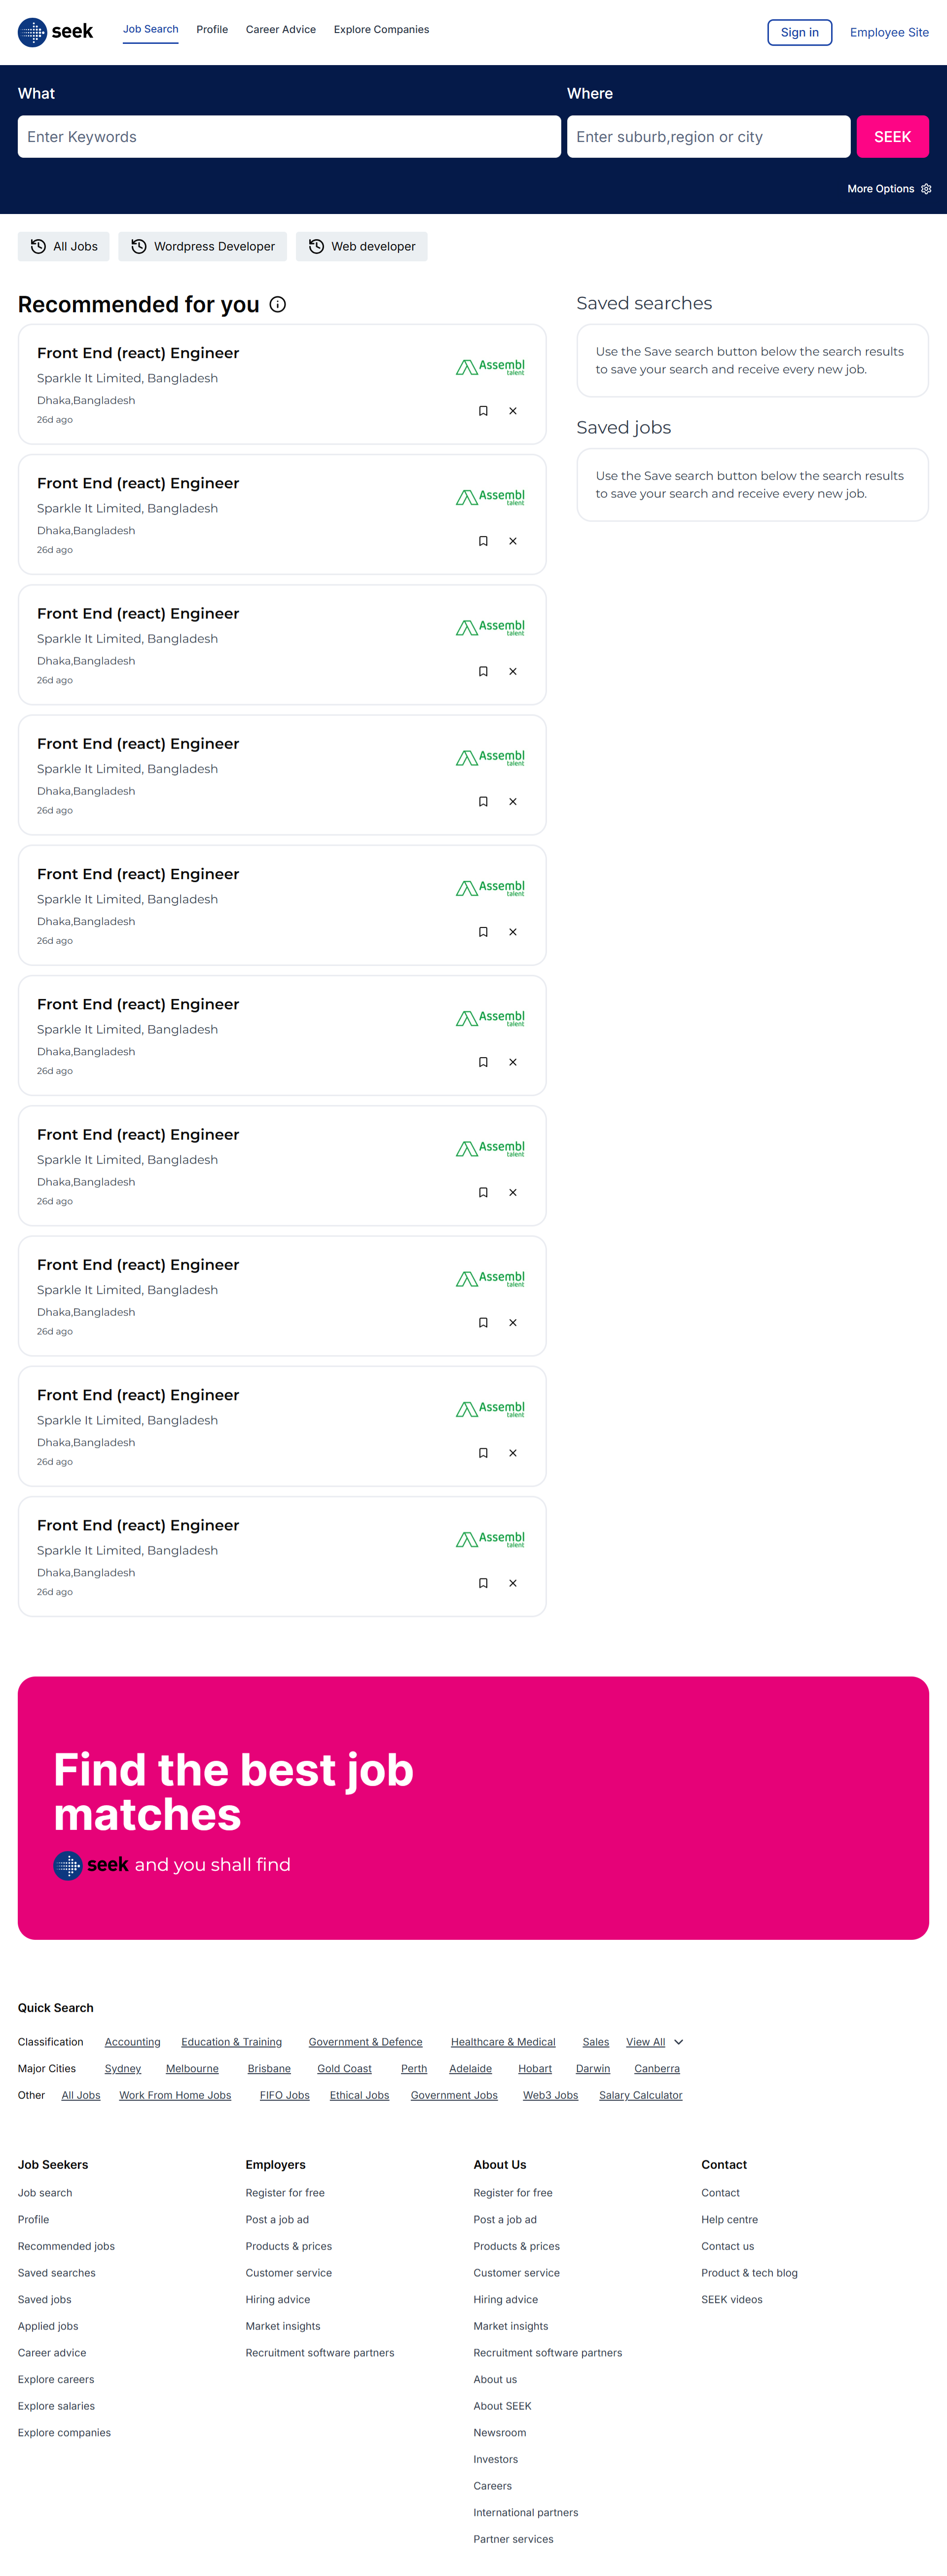 seek
Job Search Profile Career Advice Explore Companies
Sign in Employee Site
What Where
Enter Keywords Enter suburb,region or city SEEK
More Options
All Jobs Wordpress Developer Web developer
Recommended for you
Front End (react) Engineer
Sparkle It Limited, Bangladesh
Dhaka,Bangladesh
26d ago
Assembl
talent
Front End (react) Engineer
Sparkle It Limited, Bangladesh
Dhaka,Bangladesh
26d ago
Assembl
talent
Front End (react) Engineer
Sparkle It Limited, Bangladesh
Dhaka,Bangladesh
26d ago
Assembl
talent
Front End (react) Engineer
Sparkle It Limited, Bangladesh
Dhaka,Bangladesh
26d ago
Assembl
talent
Front End (react) Engineer
Sparkle It Limited, Bangladesh
Dhaka,Bangladesh
26d ago
Assembl
talent
Front End (react) Engineer
Sparkle It Limited, Bangladesh
Dhaka,Bangladesh
26d ago
Assembl
talent
Front End (react) Engineer
Sparkle It Limited, Bangladesh
Dhaka,Bangladesh
26d ago
Assembl
talent
Front End (react) Engineer
Sparkle It Limited, Bangladesh
Dhaka,Bangladesh
26d ago
Assembl
talent
Front End (react) Engineer
Sparkle It Limited, Bangladesh
Dhaka,Bangladesh
26d ago
Assembl
talent
Front End (react) Engineer
Sparkle It Limited, Bangladesh
Dhaka,Bangladesh
26d ago
Assembl
talent
Saved searches
Use the Save search button below the search results
to save your search and receive every new job.
Saved jobs
Use the Save search button below the search results
to save your search and receive every new job.
Find the best job
matches
seek and you shall find
Quick Search
Classification Accounting Education & Training Government & Defence Healthcare & Medical Sales View All
Major Cities Sydney Melbourne Brisbane Gold Coast Perth Adelaide Hobart Darwin Canberra
Other All Jobs Work From Home Jobs FIFO Jobs Ethical Jobs Government Jobs Web3 Jobs Salary Calculator
Job Seekers
Job search
Profile
Recommended jobs
Saved searches
Saved jobs
Applied jobs
Career advice
Explore careers
Explore salaries
Explore companies
Employers
Register for free
Post a job ad
Products & prices
Customer service
Hiring advice
Market insights
Recruitment software partners
About Us
Register for free
Post a job ad
Products & prices
Customer service
Hiring advice
Market insights
Recruitment software partners
About us
About SEEK
Newsroom
Investors
Careers
International partners
Partner services
Contact
Contact
Help centre
Contact us
Product & tech blog
SEEK videos